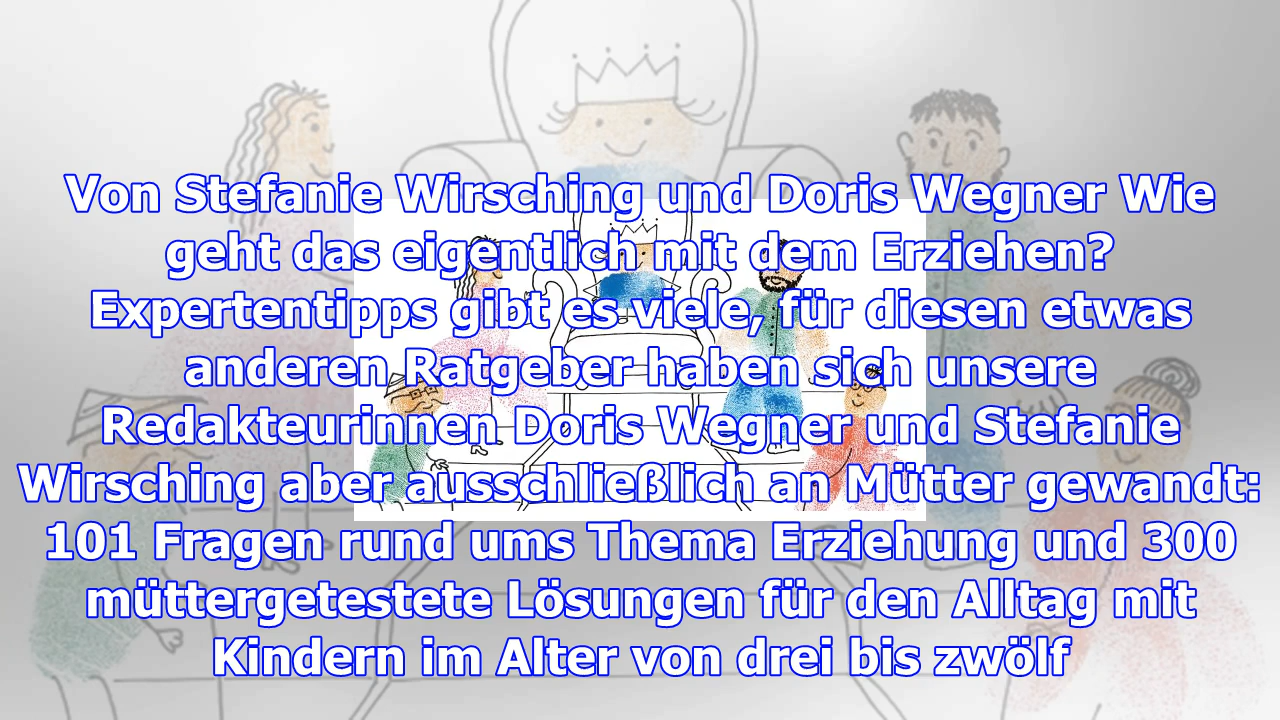 Von Stefanie Wirsching und Doris Wegner Wie
geht das eigentlich mit dem Erziehen?
Expertentipps gibt es viele, für diesen etwas
anderen Ratgeber haben sich unsere
Redakteurinnen Doris Wegner und Stefanie
Wirsching aber ausschließlich an Mütter gewandt:
101 Fragen rund ums Thema Erziehung und 300
müttergetestete Lösungen für den Alltag mit
Kindern im Alter von drei bis zwölf